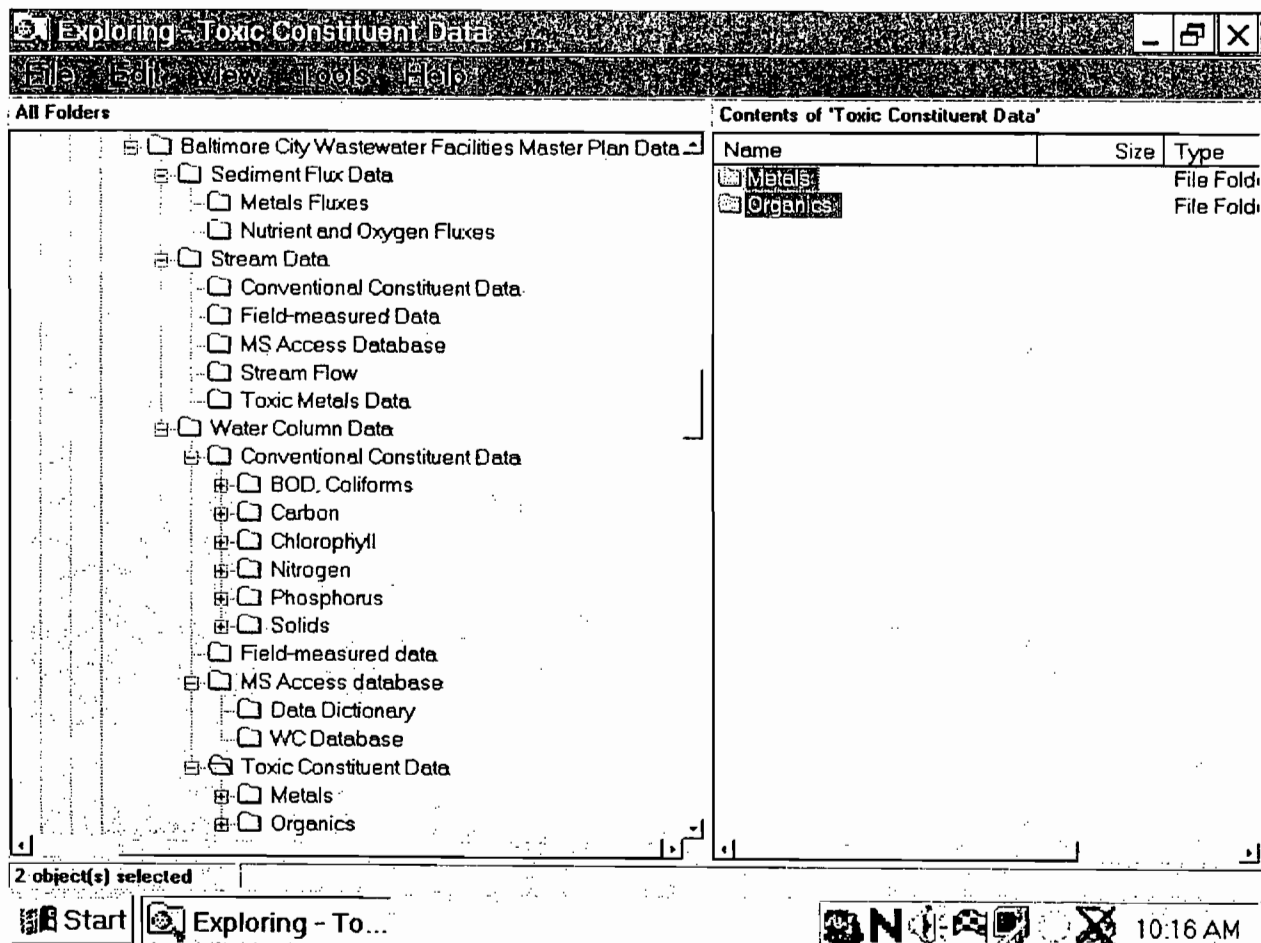 Exploring - Toxic Constituent Data
File Edit View Tools Help
All Folders
Contents of 'Toxic Constituent Data'
Baltimore City Wastewater Facilities Master Plan Data
Sediment Flux Data
Metals Fluxes
Nutrient and Oxygen Fluxes
Stream Data
Conventional Constituent Data
Field-measured Data
MS Access Database
Stream Flow
Toxic Metals Data
Water Column Data
Conventional Constituent Data
BOD, Coliforms
Carbon
Chlorophyll
Nitrogen
Phosphorus
Solids
Field-measured data
MS Access database
Data Dictionary
WC Database
Toxic Constituent Data
Metals
Organics
Name Size Type
Metals File Fold
Organics File Fold
2 object(s) selected
Start Exploring - To... N 10:16 AM